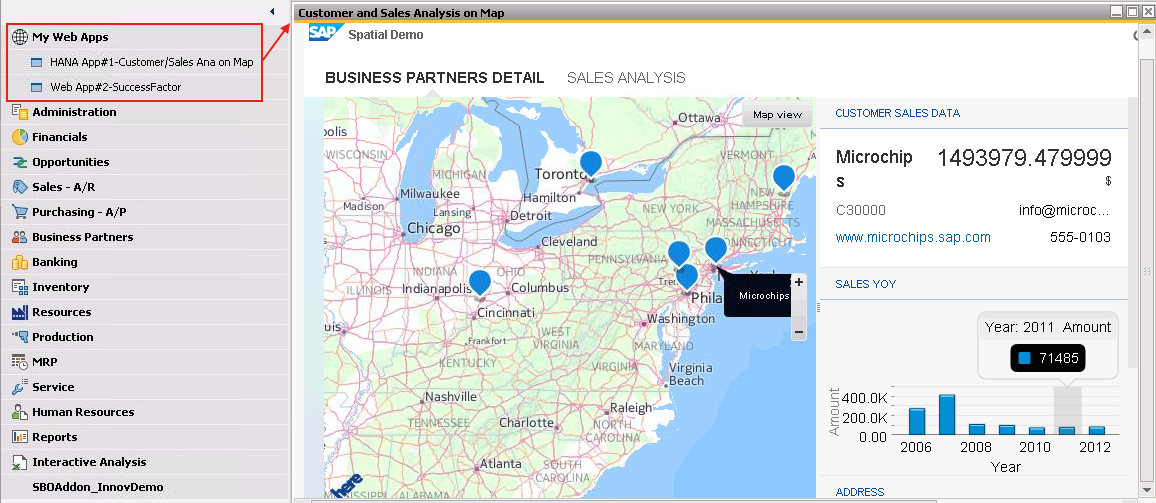 My Web Apps
HANA App#1-Customer/Sales Ana on Map
Web App#2-SuccessFactor
Administration
Financials
Opportunities
Sales - A/R
Purchasing - A/P
Business Partners
Banking
Inventory
Resources
Production
MRP
Service
Human Resources
Reports
Interactive Analysis
SBOAddon_InnovDemo
Customer and Sales Analysis on Map
SAP Spatial Demo
BUSINESS PARTNERS DETAIL SALES ANALYSIS
Map view
Ottawa
WISCONSIN
VERMONT
MICHIGAN
Toronto
Milwaukee
Hamilton
NEW
HAMPSHIRE
Madison
Lansing
NEW YORK
Detroit
MASSACHUSETTS
Chicago
CONNECTICUT
Cleveland
PENNSYLVANIA
INDIANA
OHIO
Indianapolis
Columbus
Microchips
+
−
Cincinnati
Washington
Frankfort
WEST
VIRGINIA
MARYLAND
KENTUCKY
Virginia
Beach
Nashville
Raleigh
TENNESSEE
Charlotte
NORTH
CAROLINA
Atlanta
SOUTH
CAROLINA
here
ALABAMA
CUSTOMER SALES DATA
Microchip
s
1493979.479999
$
C30000 info@microc...
www.microchips.sap.com 555-0103
SALES YOY
Year: 2011 Amount
71485
Amount
400.0K
200.0K
0.00
2006 2008 2010 2012
Year
ADDRESS